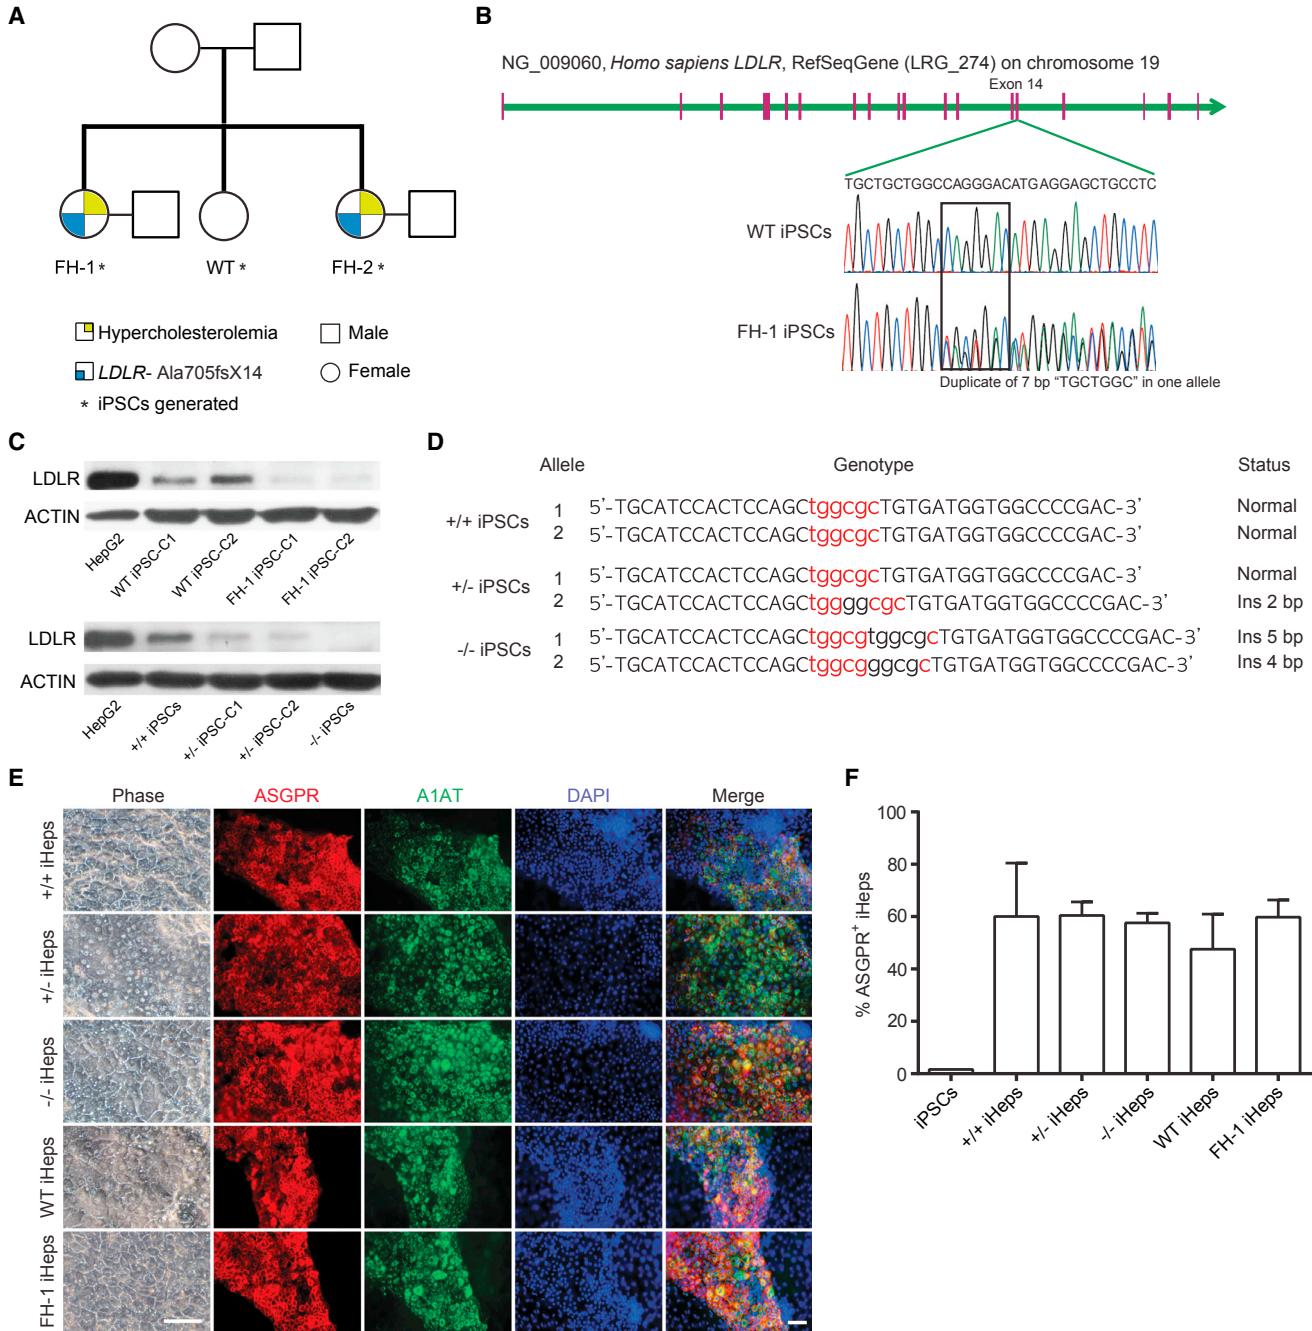 A
FH-1*
WT*
FH-2*
Hypercholesterolemia
Male
LDLR- Ala705fsX14
Female
* iPSCs generated
B
NG_009060, Homo sapiens LDLR, RefSeqGene (LRG_274) on chromosome 19
Exon 14
TGCTGCTGGCCAGGGACATGAGGAGCTGCCTC
WT iPSCs
FH-1 iPSCs
Duplicate of 7 bp “TGCTGGC” in one allele
C
LDLR
ACTIN
HepG2
WT iPSC-C1
WT iPSC-C2
FH-1 iPSC-C1
FH-1 iPSC-C2
LDLR
ACTIN
HepG2
+/+ iPSCs
+/- iPSC-C1
+/- iPSC-C2
-/- iPSCs
D
Allele Genotype Status
+/+ iPSCs
1 5’-TGCATCCACTCCAGCtggcgcTGTGATGGTGGCCCCGAC-3’ Normal
2 5’-TGCATCCACTCCAGCtggcgcTGTGATGGTGGCCCCGAC-3’ Normal
+/- iPSCs
1 5’-TGCATCCACTCCAGCtggcgcTGTGATGGTGGCCCCGAC-3’ Normal
2 5’-TGCATCCACTCCAGCtggggcgcTGTGATGGTGGCCCCGAC-3’ Ins 2 bp
-/- iPSCs
1 5’-TGCATCCACTCCAGCtggcgtggcgcTGTGATGGTGGCCCCGAC-3’ Ins 5 bp
2 5’-TGCATCCACTCCAGCtggcgggcgcTGTGATGGTGGCCCCGAC-3’ Ins 4 bp
E
Phase ASGPR A1AT DAPI Merge
+/+ iHeps
+/- iHeps
-/- iHeps
WT iHeps
FH-1 iHeps
F
% ASGPR+ iHeps
100
80
60
40
20
0
iPSCs
+/+ iHeps
+/- iHeps
-/- iHeps
WT iHeps
FH-1 iHeps